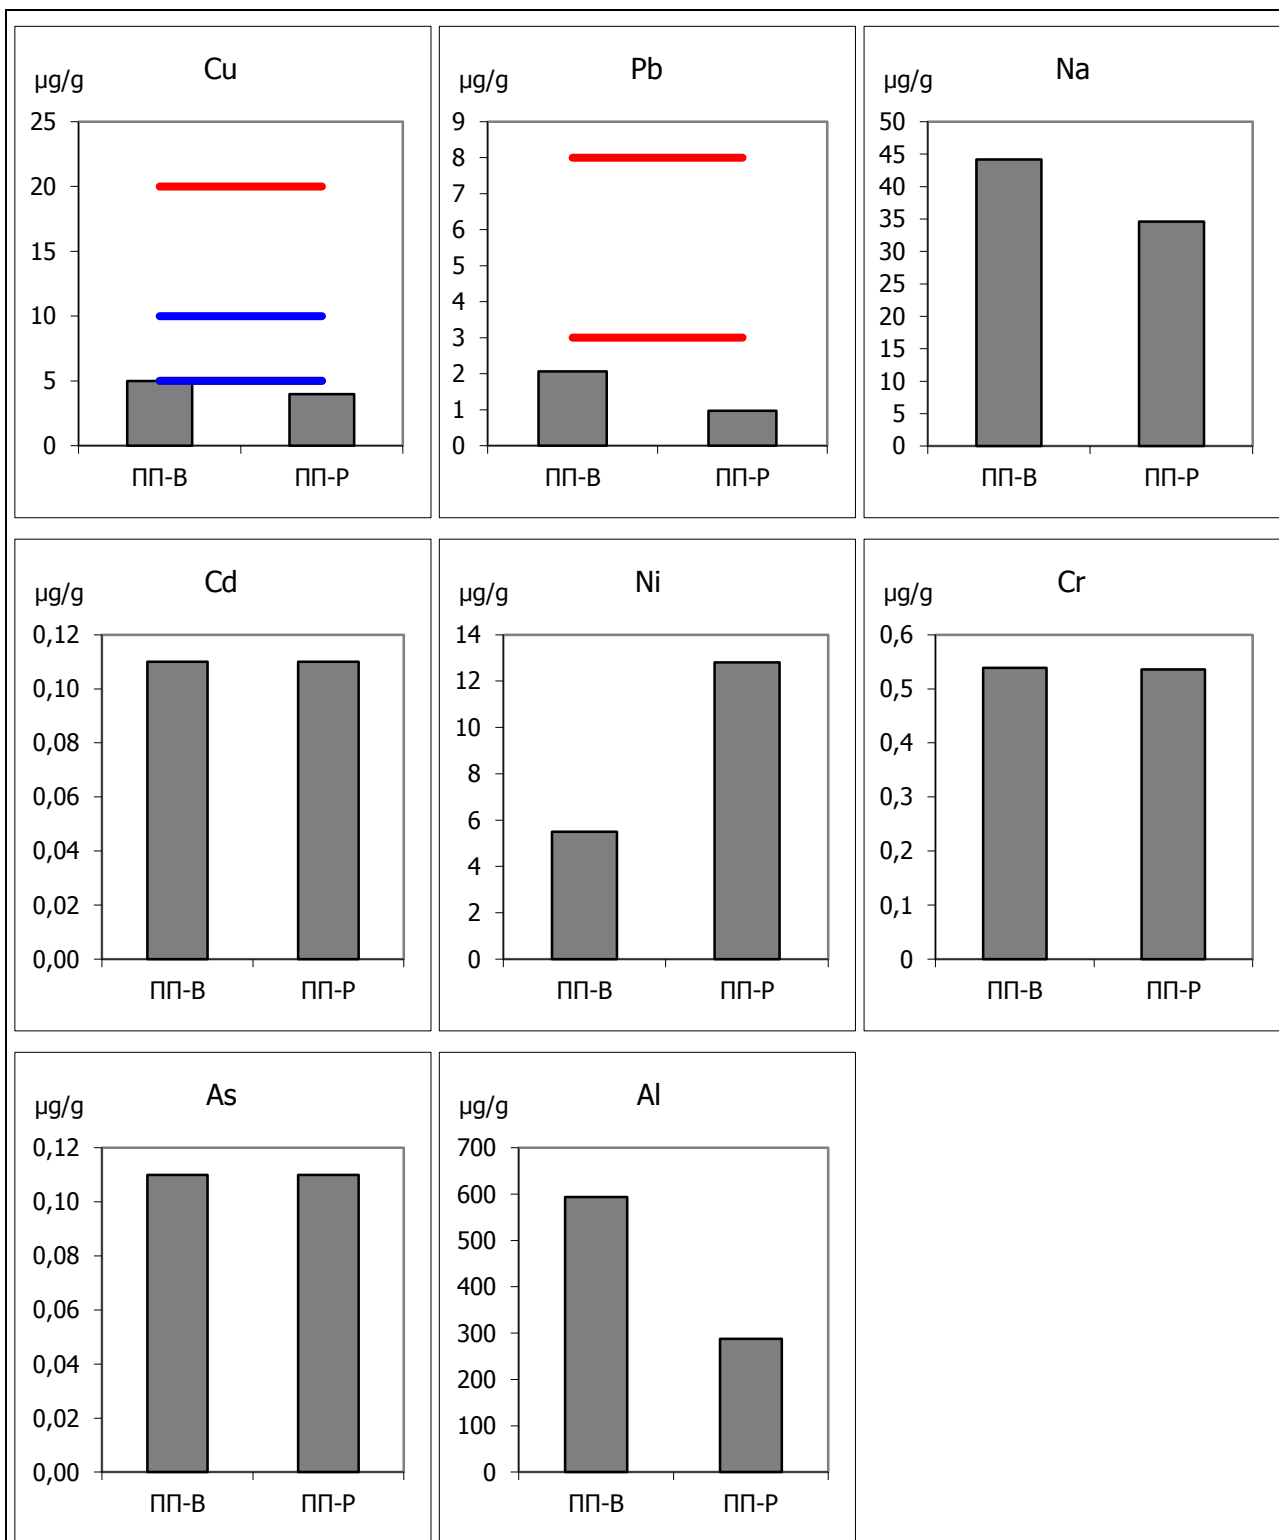 Cu
µg/g
25
20
15
10
5
0
ПП-В
ПП-Р
Pb
µg/g
9
8
7
6
5
4
3
2
1
0
ПП-В
ПП-Р
Na
µg/g
50
45
40
35
30
25
20
15
10
5
0
ПП-В
ПП-Р
Cd
µg/g
0,12
0,10
0,08
0,06
0,04
0,02
0,00
ПП-В
ПП-Р
Ni
µg/g
14
12
10
8
6
4
2
0
ПП-В
ПП-Р
Cr
µg/g
0,6
0,5
0,4
0,3
0,2
0,1
0
ПП-В
ПП-Р
As
µg/g
0,12
0,10
0,08
0,06
0,04
0,02
0,00
ПП-В
ПП-Р
Al
µg/g
700
600
500
400
300
200
100
0
ПП-В
ПП-Р